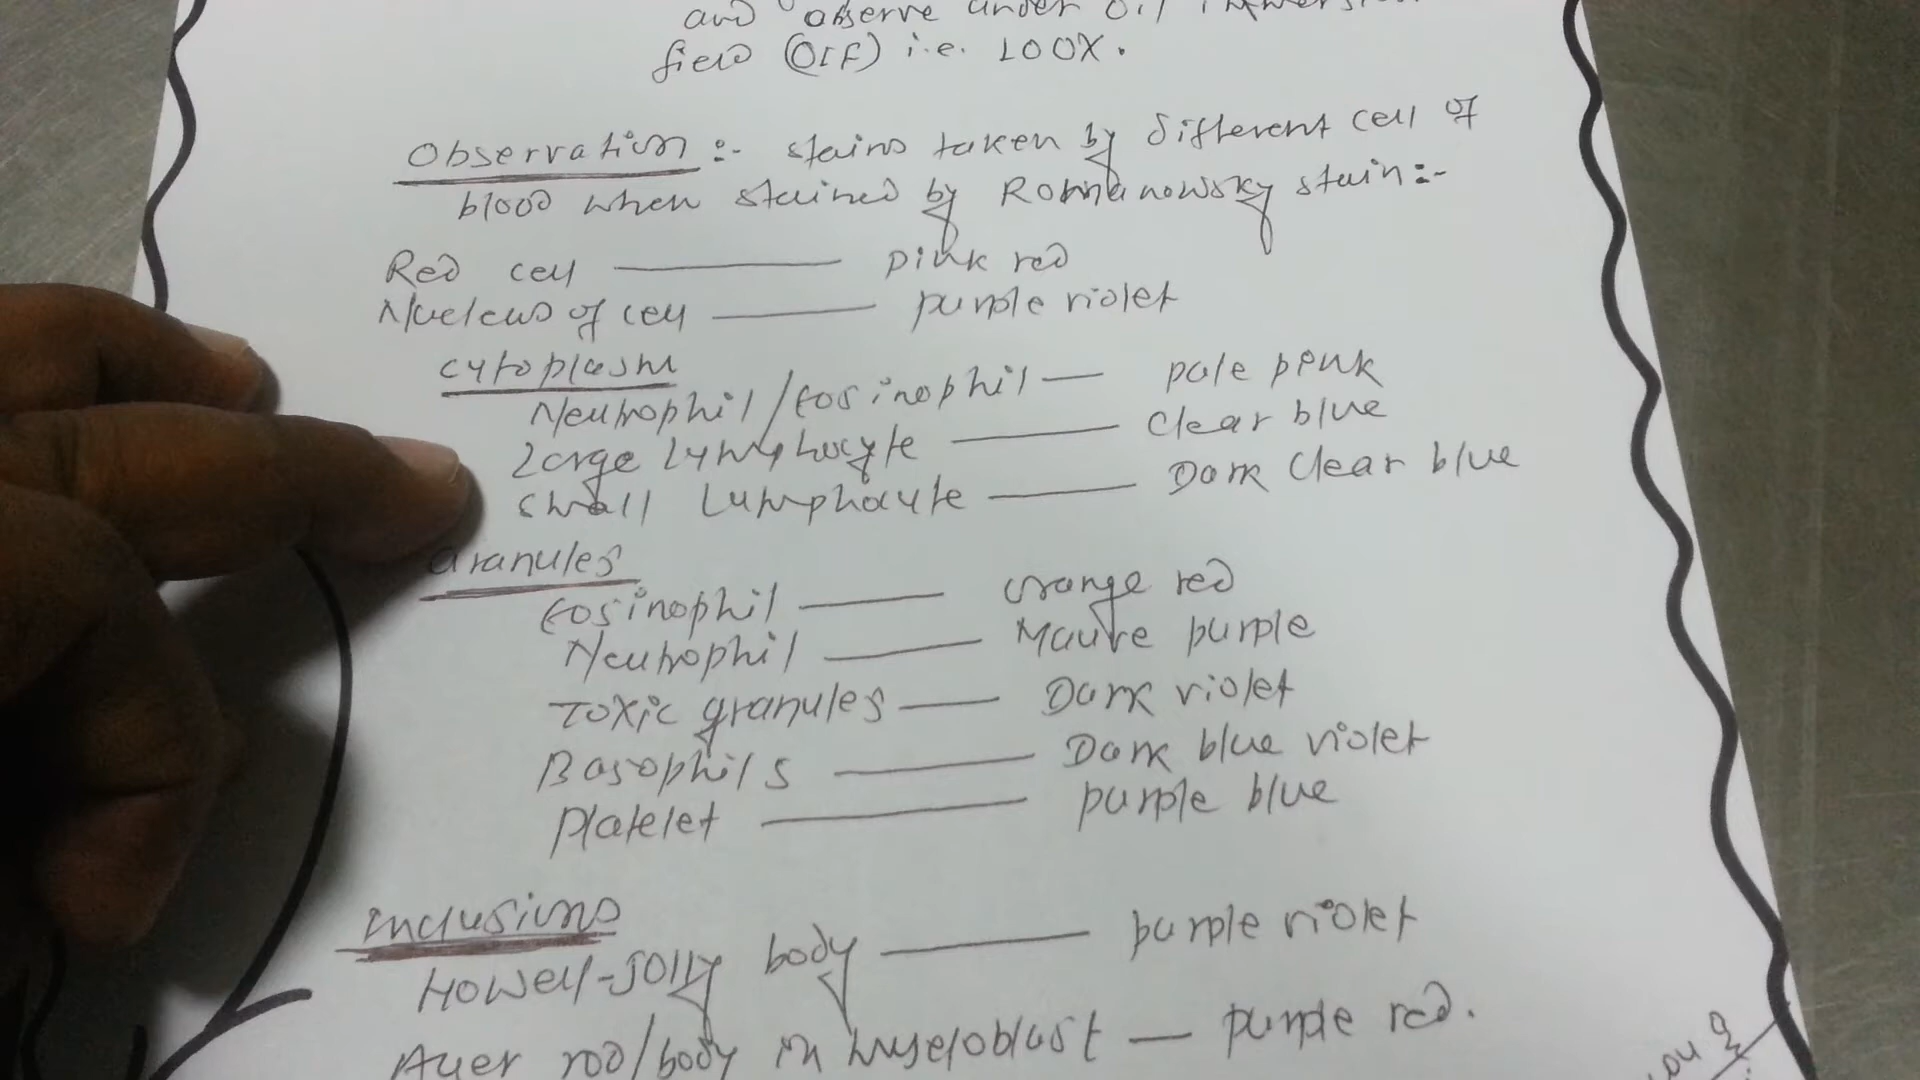 and observe under oil immersion
field (OIF) i.e. 100X.
Observation :- stains taken by different cell of
blood when stained by Romanowsky stain:-
Red cell — pink red
Nucleus of cell — purple violet
cytoplasm
Neutrophil/Eosinophil — pale pink
Large Lymphocyte — Clear blue
Small Lymphocyte — Dark Clear blue
Granules
Eosinophil — orange red
Neutrophil — Mauve purple
Toxic granules — Dark violet
Basophils — Dark blue violet
Platelet — purple blue
Inclusions
Howell-Jolly body — purple violet
Auer rod/body in myeloblast — purple red.